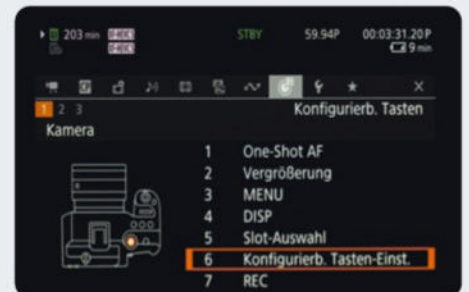 203 min
STBY 59.94P 00:03:31.20 P
9 min
1 2 3 Konfigurierb. Tasten
Kamera
1 One-Shot AF
2 Vergrößerung
3 MENU
4 DISP
5 Slot-Auswahl
6 Konfigurierb. Tasten-Einst.
7 REC